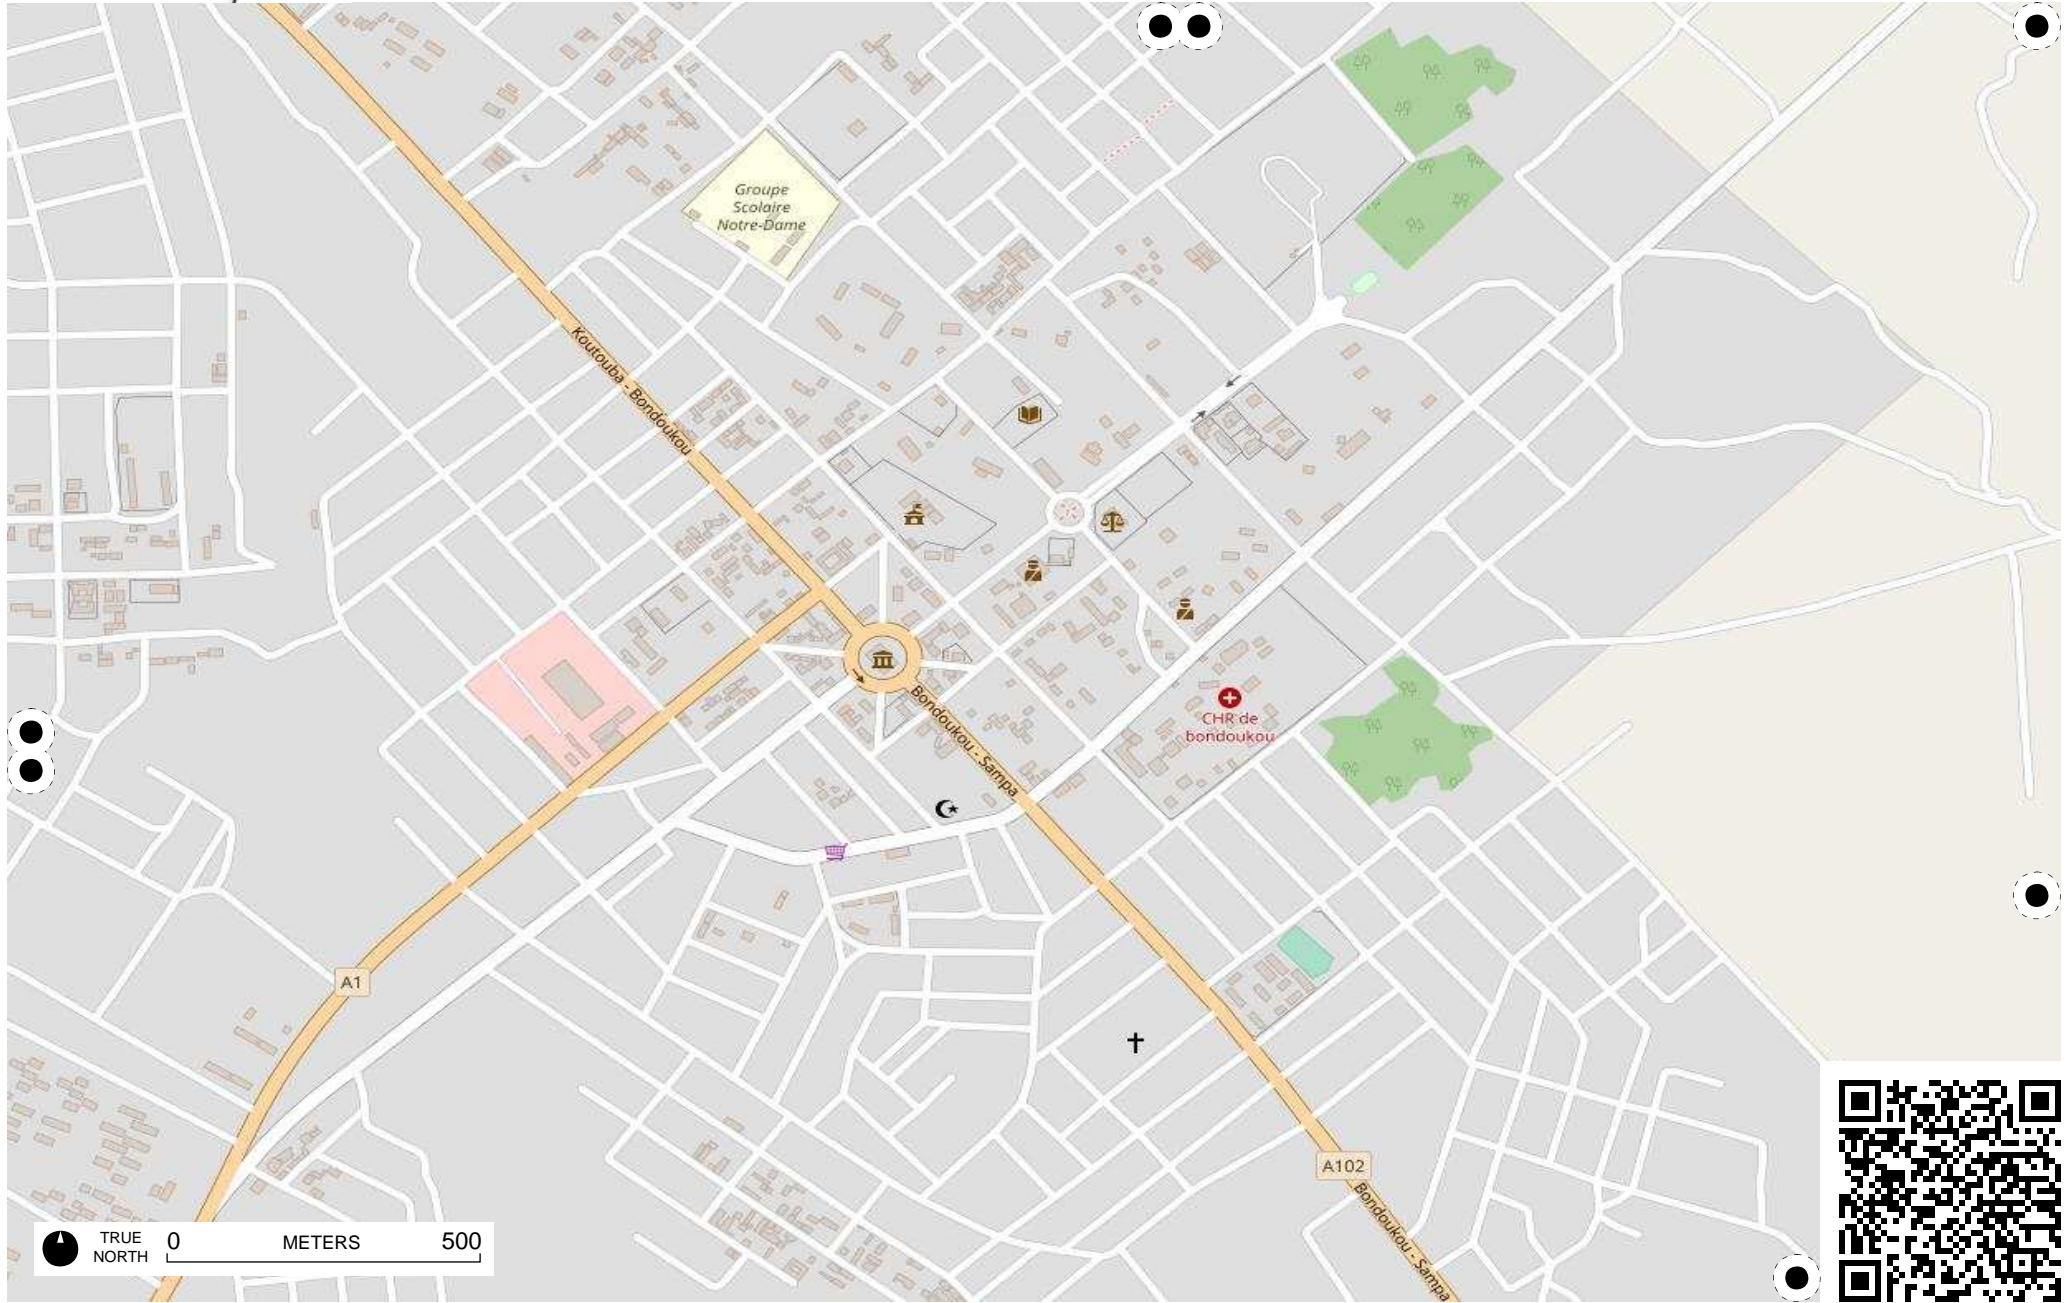 Groupe
Scolaire
Notre-Dame
Koutouba - Bondoukou
Bondoukou - Sampa
CHR de
bondoukou
A1
A102
Bondoukou - Sampa
TRUE
NORTH
0 METERS 500